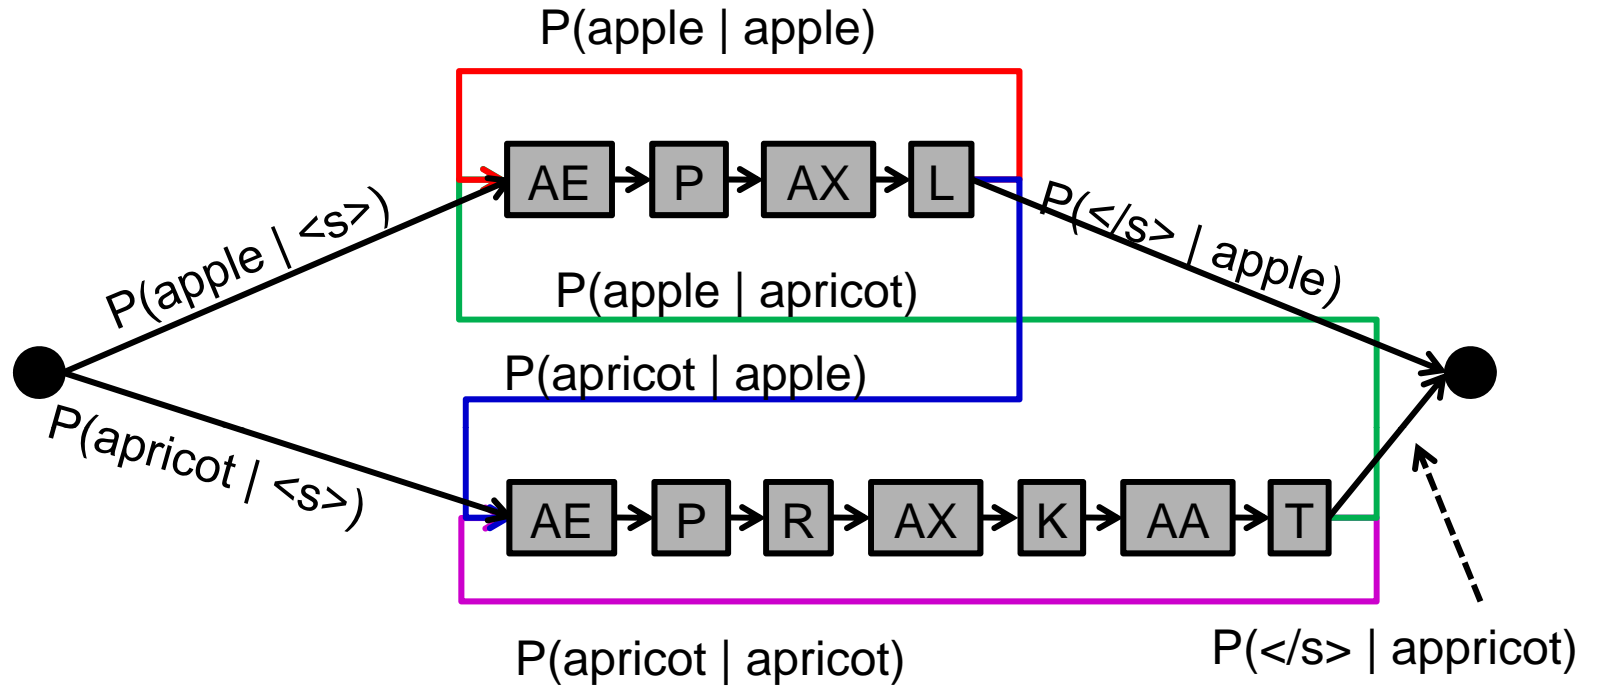 P(apple | apple)
AE P AX L
P(apple | <s>)
P(</s> | apple)
P(apple | apricot)
P(apricot | apple)
P(apricot | <s>)
AE P R AX K AA T
P(apricot | apricot)
P(</s> | appricot)